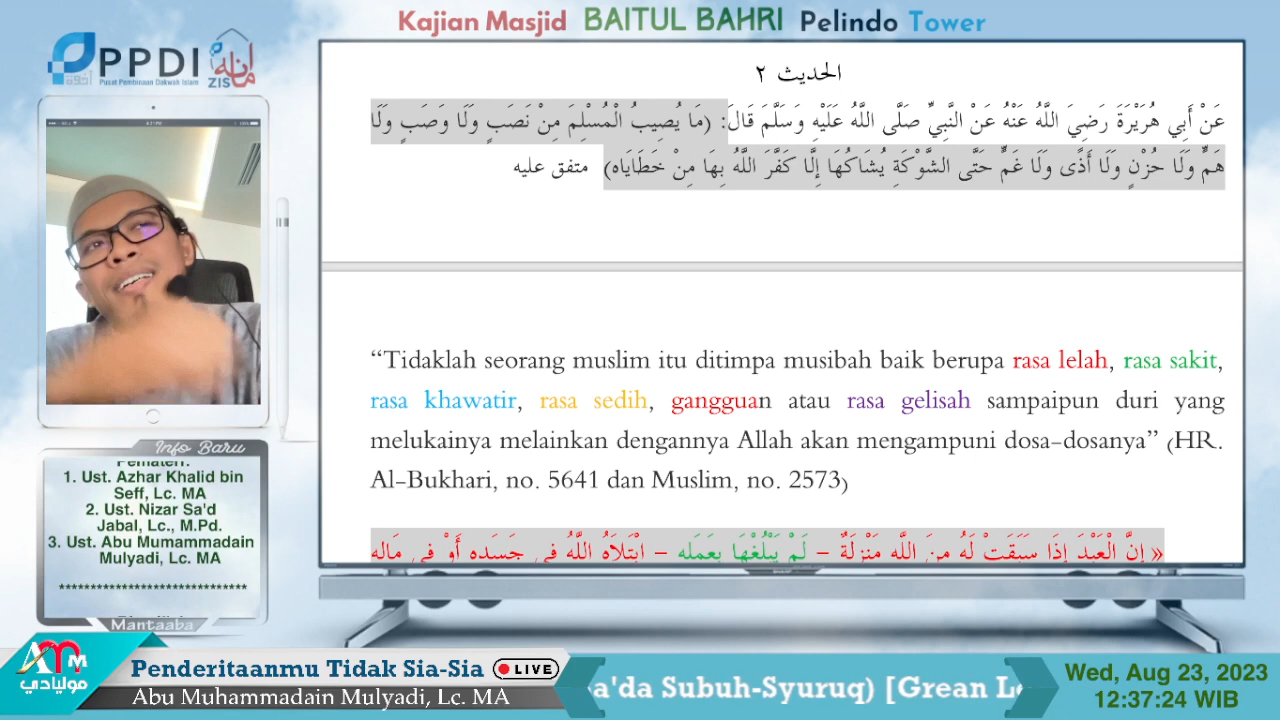 Kajian Masjid BAITUL BAHRI Pelindo Tower
PPDI
Pusat Pembinaan Dakwah Islam
ZIS
الحديث ٢
عَنْ أَبِي هُرَيْرَةَ رَضِيَ اللَّهُ عَنْهُ عَنْ النَّبِيِّ صَلَّى اللَّهُ عَلَيْهِ وَسَلَّمَ قَالَ: (مَا يُصِيبُ الْمُسْلِمَ مِنْ نَصَبٍ وَلَا وَصَبٍ وَلَا
هَمٍّ وَلَا حُزْنٍ وَلَا أَذًى وَلَا غَمٍّ حَتَّى الشَّوْكَةِ يُشَاكُهَا إِلَّا كَفَّرَ اللَّهُ بِهَا مِنْ خَطَايَاه) متفق عليه
“Tidaklah seorang muslim itu ditimpa musibah baik berupa rasa lelah, rasa sakit,
rasa khawatir, rasa sedih, gangguan atau rasa gelisah sampaipun duri yang
melukainya melainkan dengannya Allah akan mengampuni dosa-dosanya” (HR.
Al-Bukhari, no. 5641 dan Muslim, no. 2573)
« إِنَّ الْعَبْدَ إِذَا سَبَقَتْ لَهُ مِنَ اللَّهِ مَنْزِلَةٌ – لَمْ يَبْلُغْهَا بِعَمَلِهِ – ابْتَلاَهُ اللَّهُ فِى جَسَدِهِ أَوْ فِى مَالِهِ
Info Baru
Pemateri:
1. Ust. Azhar Khalid bin
Seff, Lc. MA
2. Ust. Nizar Sa'd
Jabal, Lc., M.Pd.
3. Ust. Abu Mumammadain
Mulyadi, Lc. MA
******************************
Mantaaba
AMm
موليادي
Penderitaanmu Tidak Sia-Sia LIVE
Abu Muhammadain Mulyadi, Lc. MA
a'da Subuh-Syuruq) [Grean Le
Wed, Aug 23, 2023
12:37:24 WIB